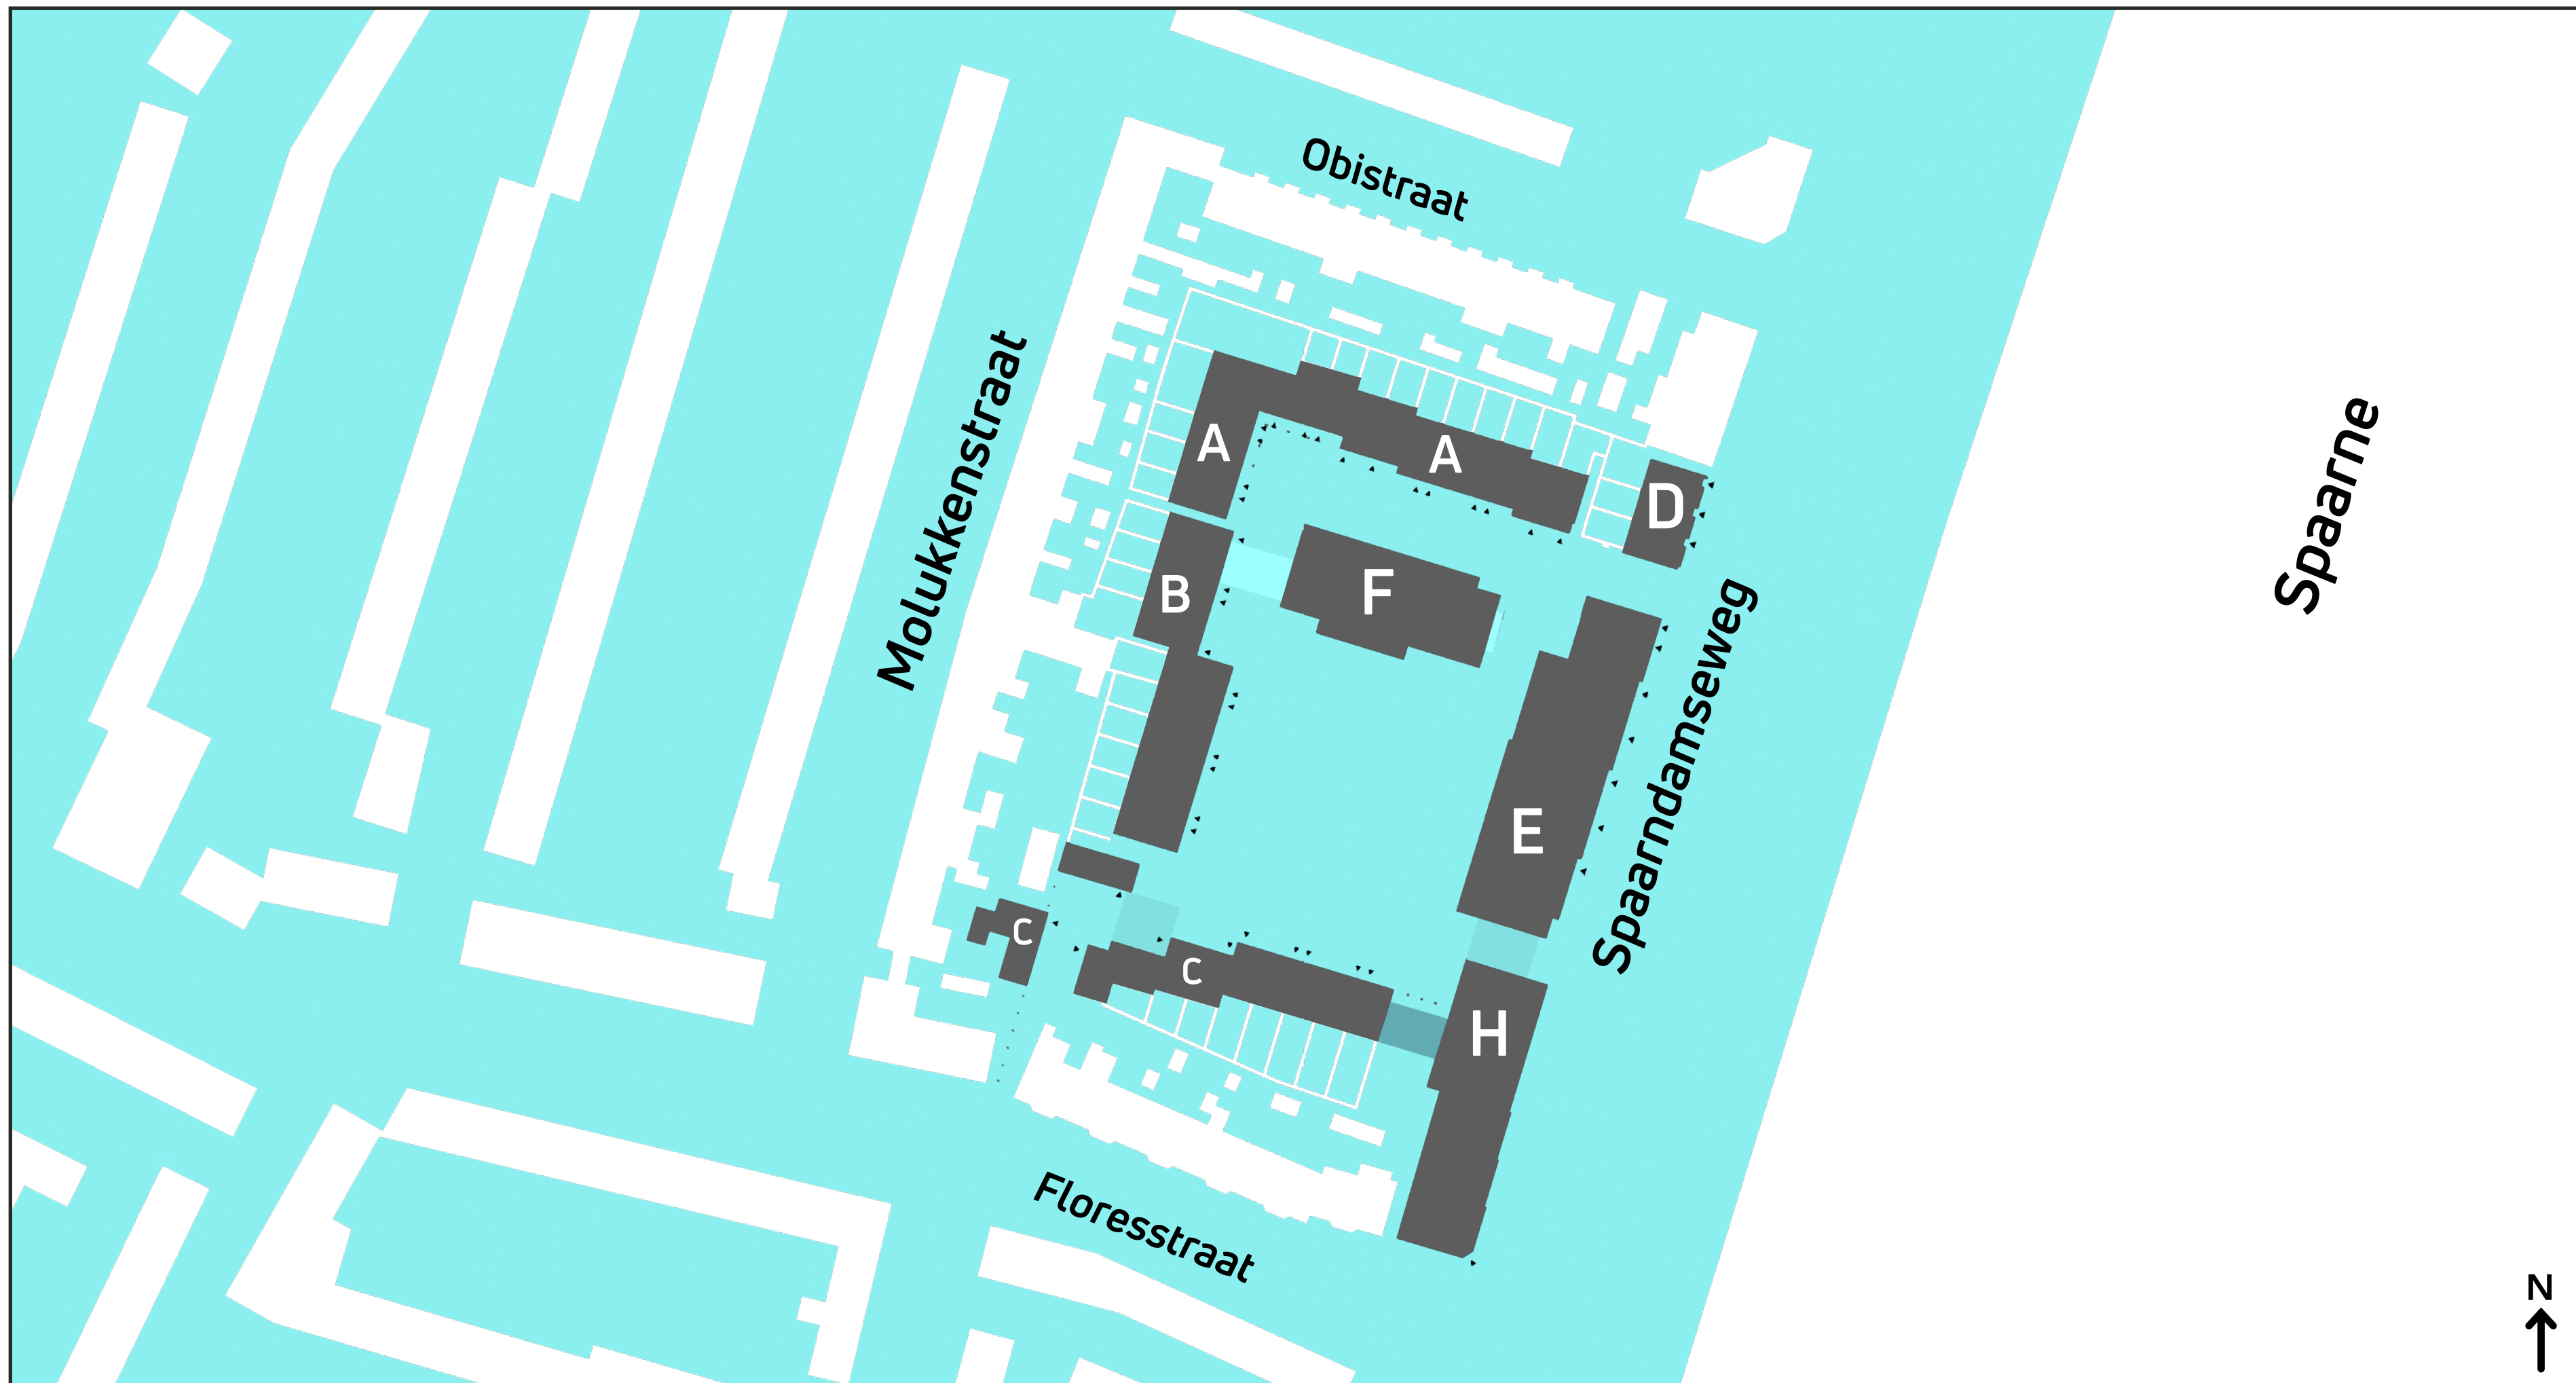 Obistraat
Molukkenstraat
Spaarne
A
A
D
B
F
Spaarndamseweg
E
C
C
H
Floresstraat
N